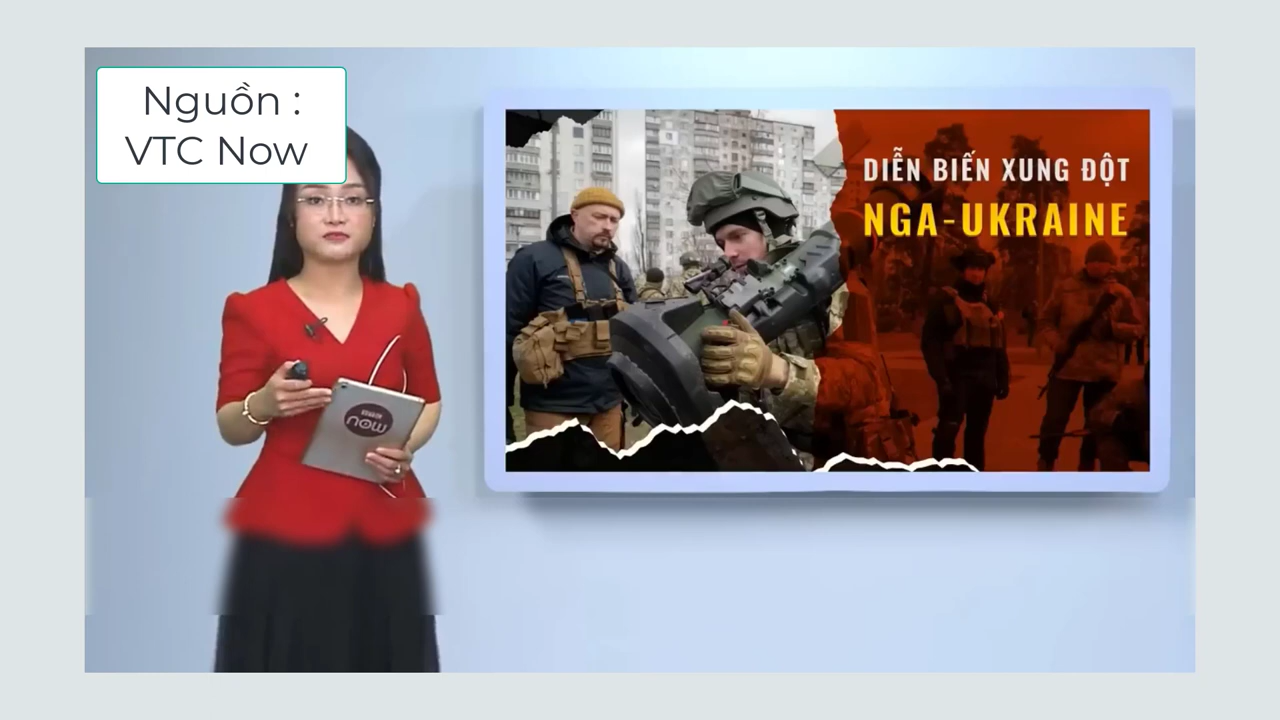 Nguồn :
VTC Now
DIỄN BIẾN XUNG ĐỘT
NGA-UKRAINE
NOW